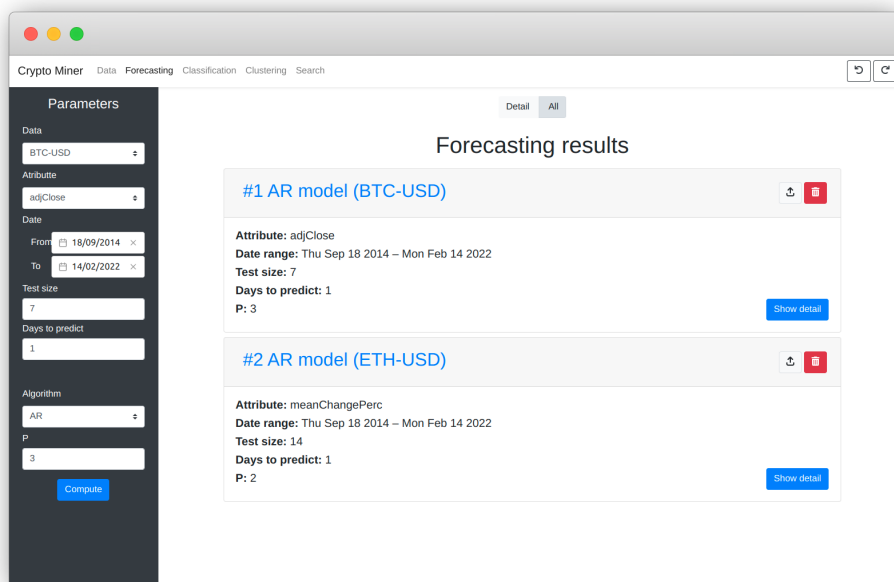 Crypto Miner Data Forecasting Classification Clustering Search
Parameters
Data
BTC-USD
Atributte
adjClose
Date
From 18/09/2014
To 14/02/2022
Test size
7
Days to predict
1
Algorithm
AR
P
3
Compute
Detail All
Forecasting results
#1 AR model (BTC-USD)
Attribute: adjClose
Date range: Thu Sep 18 2014 – Mon Feb 14 2022
Test size: 7
Days to predict: 1
P: 3
Show detail
#2 AR model (ETH-USD)
Attribute: meanChangePerc
Date range: Thu Sep 18 2014 – Mon Feb 14 2022
Test size: 14
Days to predict: 1
P: 2
Show detail